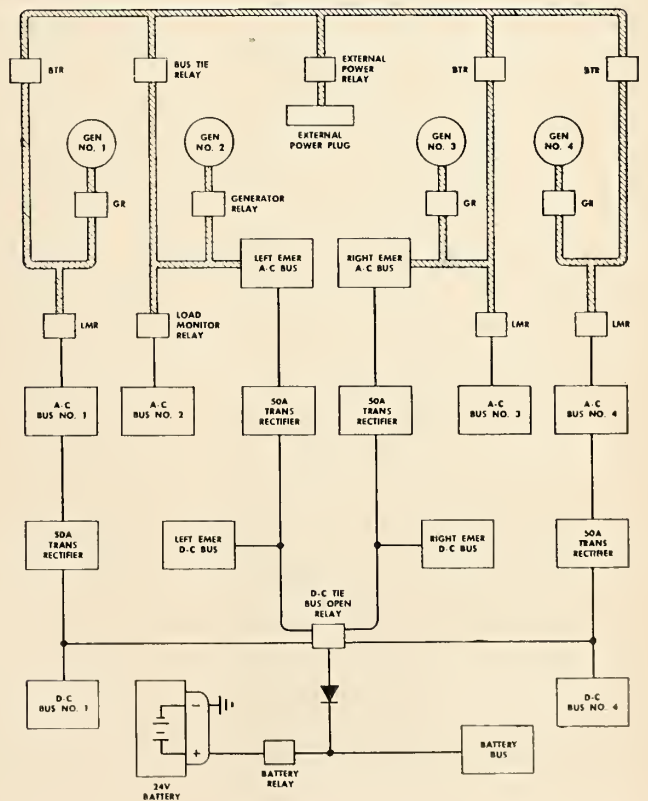 BTR
BUS TIE
RELAY
EXTERNAL
POWER
RELAY
BTR
BTR
EXTERNAL
POWER PLUG
GEN
NO. 1
GEN
NO. 2
GEN
NO. 3
GEN
NO. 4
GR
GENERATOR
RELAY
GR
GR
LEFT EMER
A-C BUS
RIGHT EMER
A-C BUS
LMR
LOAD
MONITOR
RELAY
LMR
LMR
A-C
BUS NO. 1
A-C
BUS NO. 2
50A
TRANS
RECTIFIER
50A
TRANS
RECTIFIER
A-C
BUS NO. 3
A-C
BUS NO. 4
50A
TRANS
RECTIFIER
LEFT EMER
D-C BUS
RIGHT EMER
D-C BUS
50A
TRANS
RECTIFIER
D-C TIE
BUS OPEN
RELAY
D-C
BUS NO. 1
D-C
BUS NO. 4
-
+
24V
BATTERY
BATTERY
RELAY
BATTERY
BUS